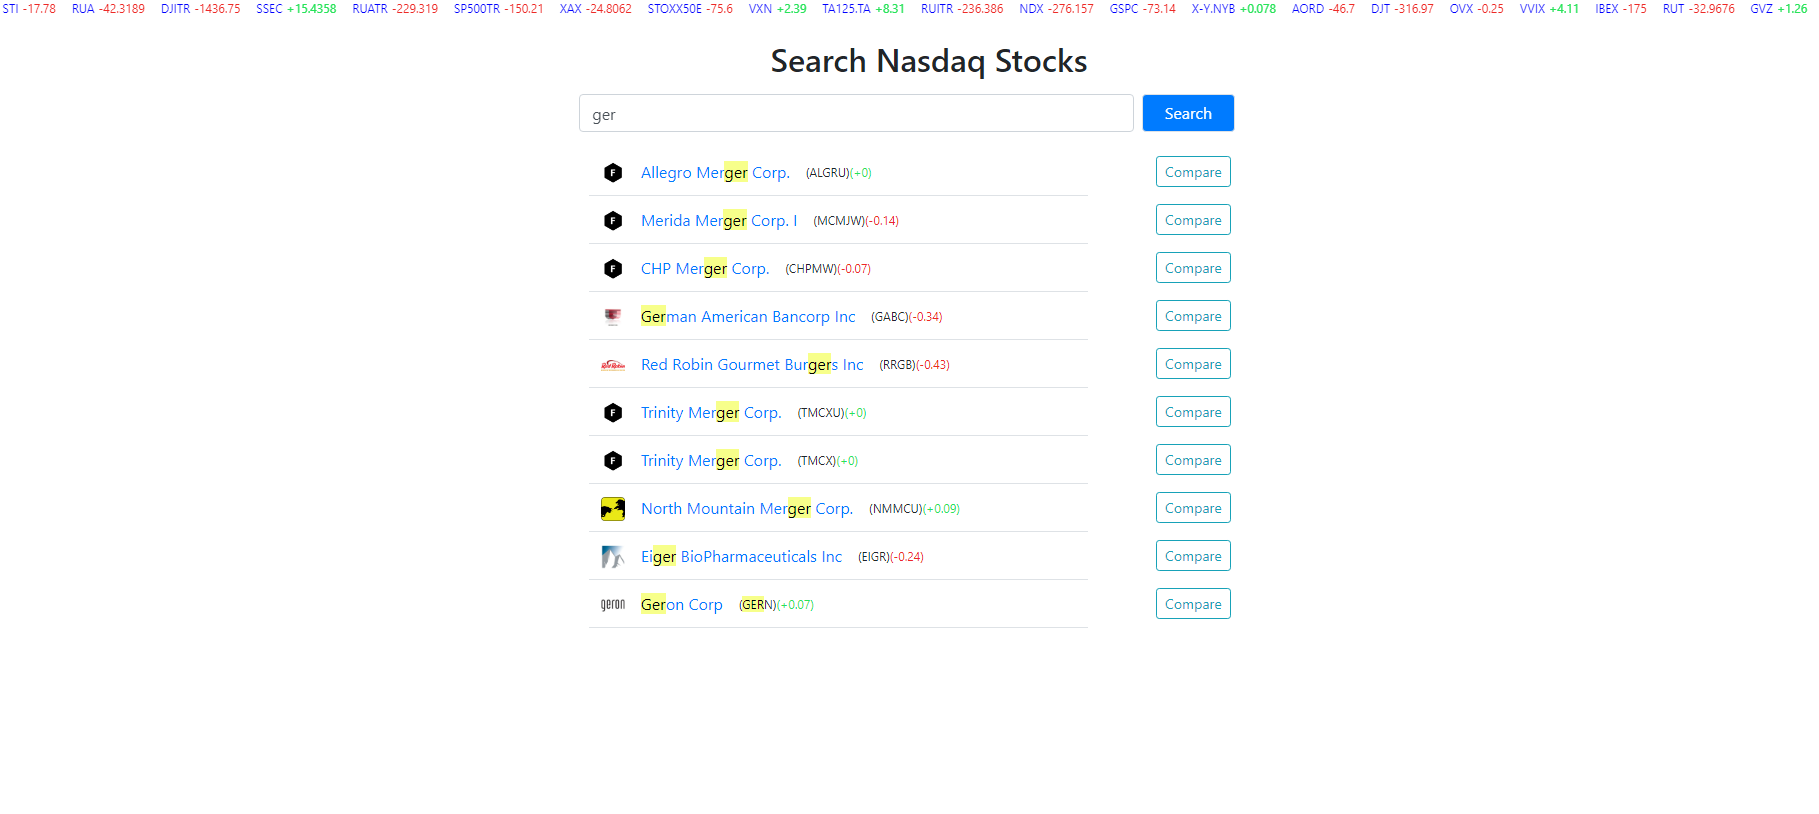 STI -17.78 RUA -42.3189 DJITR -1436.75 SSEC +15.4358 RUATR -229.319 SP500TR -150.21 XAX -24.8062 STOXX50E -75.6 VXN +2.39 TA125.TA +8.31 RUITR -236.386 NDX -276.157 GSPC -73.14 X-Y.NYB +0.078 AORD -46.7 DJT -316.97 OVX -0.25 VVIX +4.11 IBEX -175 RUT -32.9676 GVZ +1.26
Search Nasdaq Stocks
ger Search
F Allegro Merger Corp. (ALGRU)(+0) Compare
F Merida Merger Corp. I (MCMJW)(-0.14) Compare
F CHP Merger Corp. (CHPMW)(-0.07) Compare
German American Bancorp Inc (GABC)(-0.34) Compare
Red Robin Red Robin Gourmet Burgers Inc (RRGB)(-0.43) Compare
F Trinity Merger Corp. (TMCXU)(+0) Compare
F Trinity Merger Corp. (TMCX)(+0) Compare
North Mountain Merger Corp. (NMMCU)(+0.09) Compare
Eiger BioPharmaceuticals Inc (EIGR)(-0.24) Compare
geron Geron Corp (GERN)(+0.07) Compare